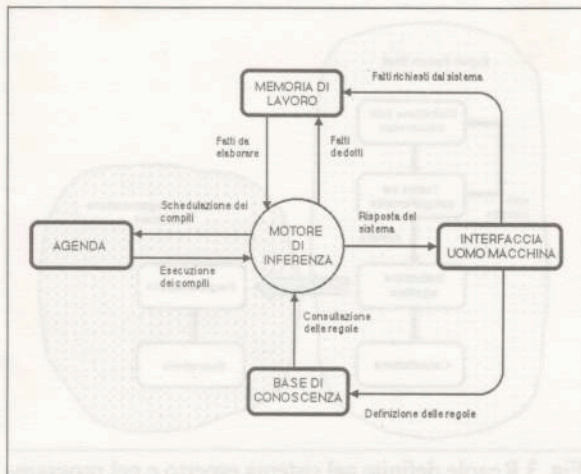 MEMORIA DI
LAVORO
Fatti richiesti dal sistema
Fatti da
elaborare
Fatti
dedotti
Schedulazione dei
compiti
AGENDA
MOTORE
DI
INFERENZA
Risposta del
sistema
INTERFACCIA
UOMO MACCHINA
Esecuzione
dei compiti
Consultazione
delle regole
BASE DI
CONOSCENZA
Definizione delle regole